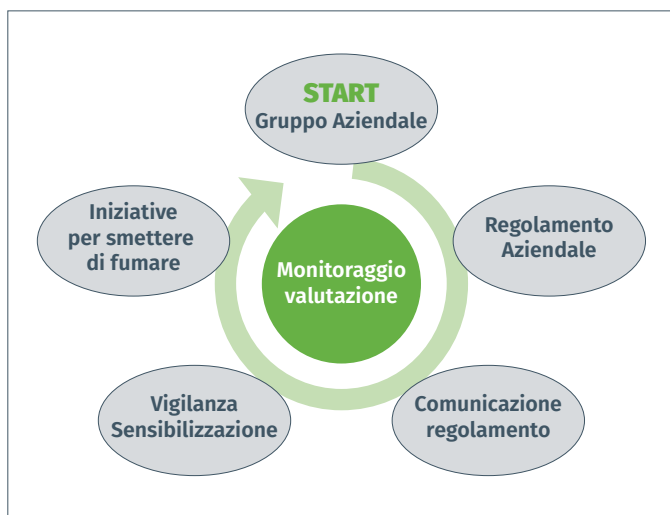 START
Gruppo Aziendale
Regolamento
Aziendale
Comunicazione
regolamento
Vigilanza
Sensibilizzazione
Iniziative
per smettere
di fumare
Monitoraggio
valutazione